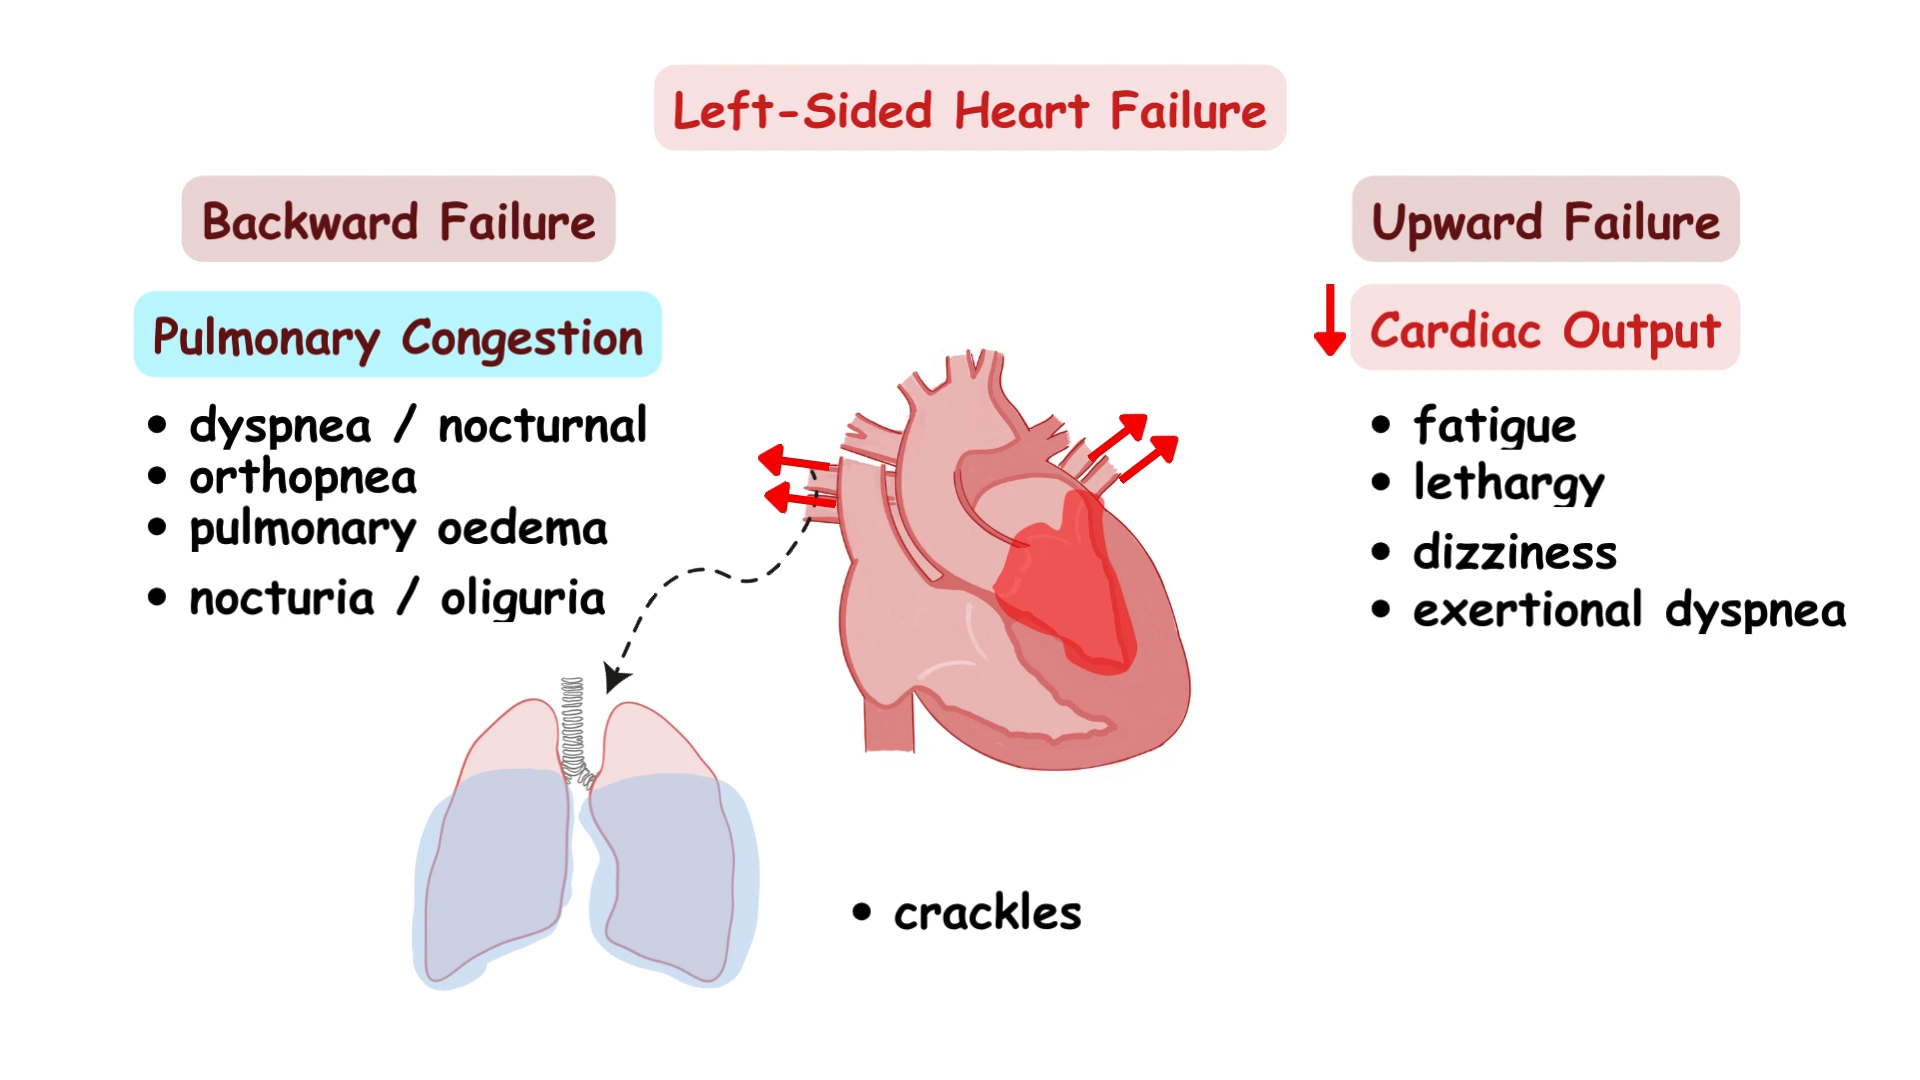 Left-Sided Heart Failure
Backward Failure
Pulmonary Congestion
• dyspnea / nocturnal
• orthopnea
• pulmonary oedema
• nocturia / oliguria
Upward Failure
Cardiac Output
• fatigue
• lethargy
• dizziness
• exertional dyspnea
• crackles